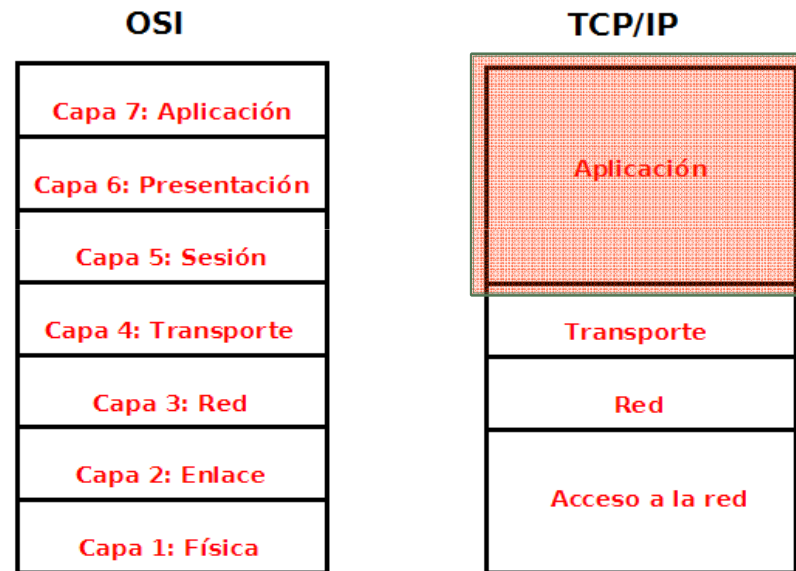 OSI
Capa 7: Aplicación
Capa 6: Presentación
Capa 5: Sesión
Capa 4: Transporte
Capa 3: Red
Capa 2: Enlace
Capa 1: Física
TCP/IP
Aplicación
Transporte
Red
Acceso a la red